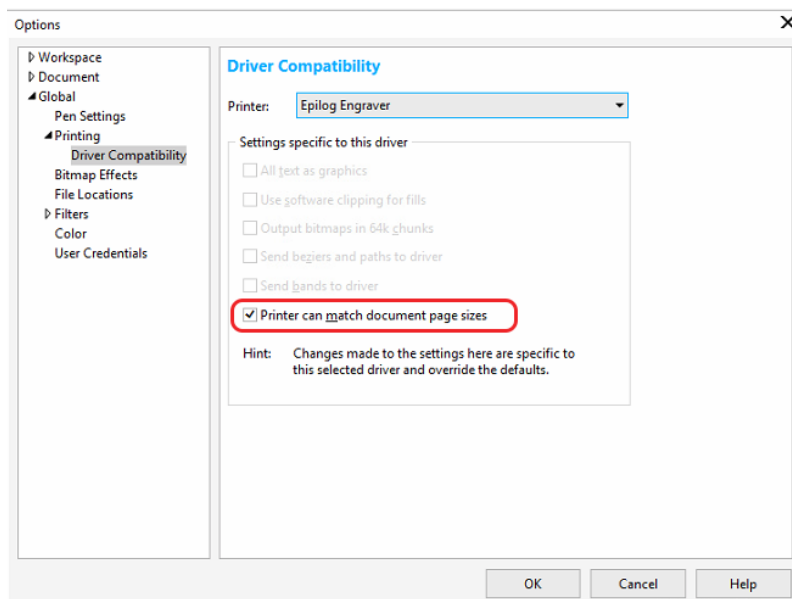 Options
Workspace
Document
Global
Pen Settings
Printing
Driver Compatibility
Bitmap Effects
File Locations
Filters
Color
User Credentials
Driver Compatibility
Printer: Epilog Engraver
Settings specific to this driver
All text as graphics
Use software clipping for fills
Output bitmaps in 64k chunks
Send beziers and paths to driver
Send bands to driver
Printer can match document page sizes
Hint: Changes made to the settings here are specific to
this selected driver and override the defaults.
OK Cancel Help